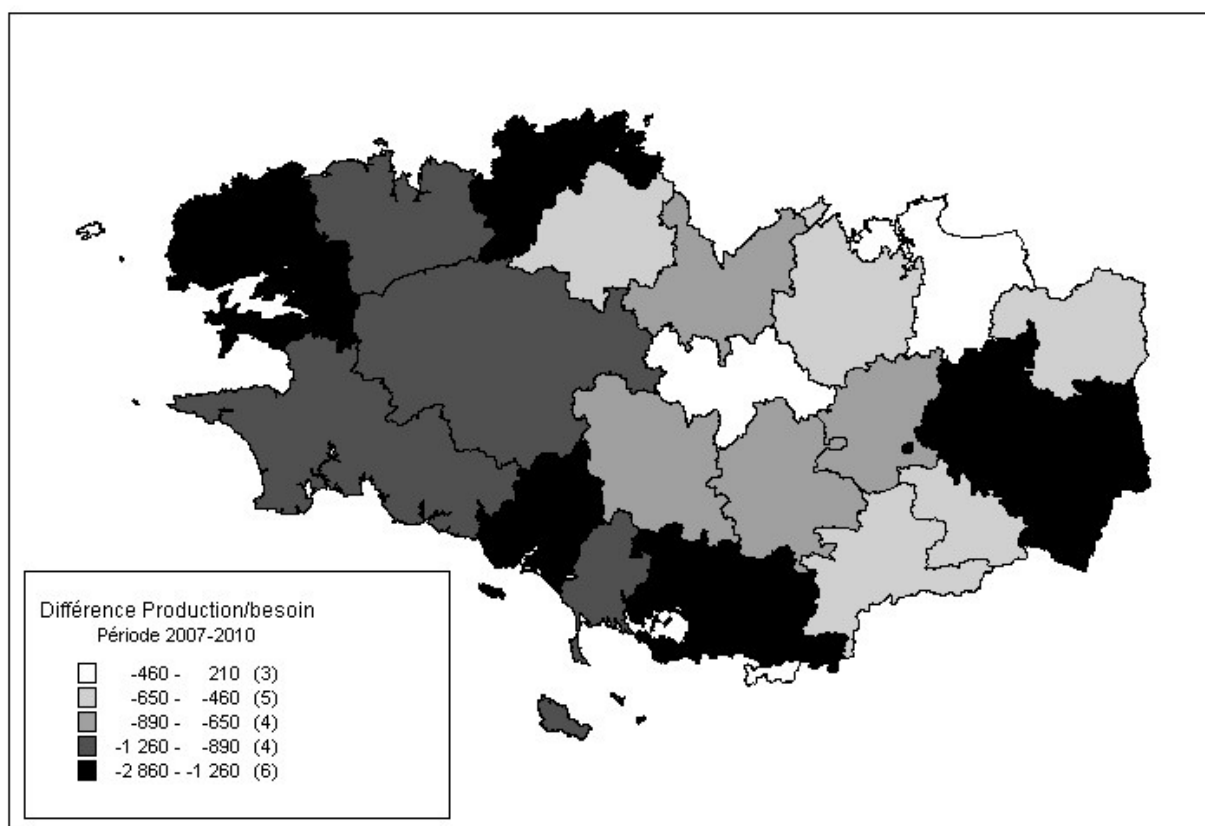 Différence Production/besoin
Période 2007-2010
-460 - 210 (3)
-650 - -460 (5)
-890 - -650 (4)
-1 260 - -890 (4)
-2 860 - -1 260 (6)